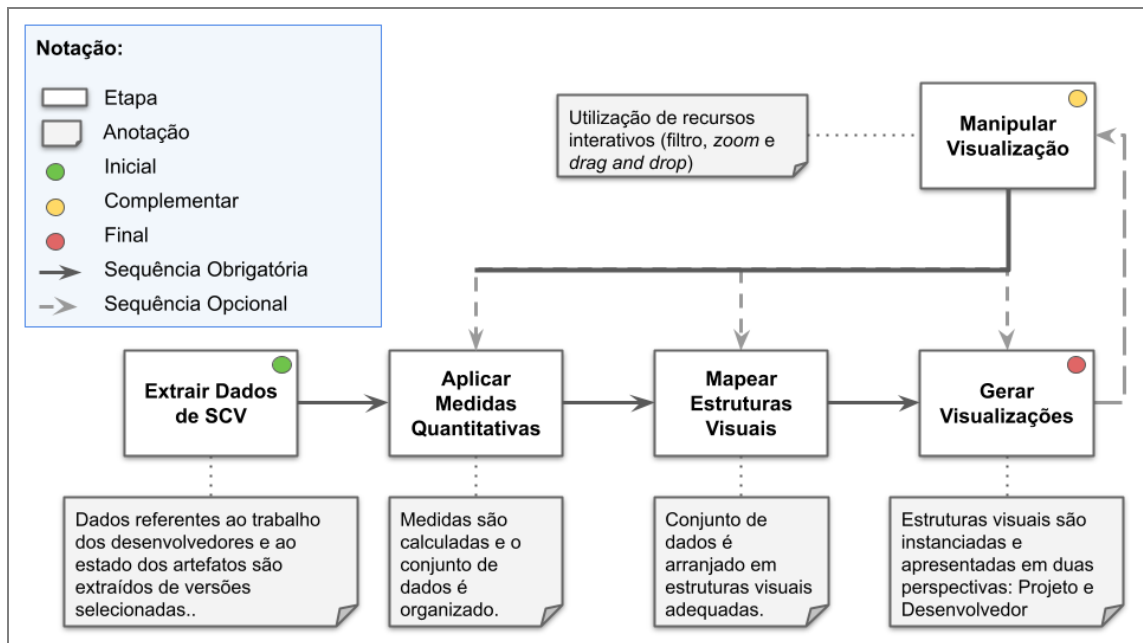 Notação:
Etapa
Anotação
Inicial
Complementar
Final
Sequência Obrigatória
Sequência Opcional
Utilização de recursos
interativos (filtro, zoom e
drag and drop)
Manipular
Visualização
Extrair Dados
de SCV
Aplicar
Medidas
Quantitativas
Mapear
Estruturas
Visuais
Gerar
Visualizações
Dados referentes ao trabalho
dos desenvolvedores e ao
estado dos artefatos são
extraídos de versões
selecionadas..
Medidas são
calculadas e o
conjunto de
dados é
organizado.
Conjunto de
dados é
arranjado em
estruturas visuais
adequadas.
Estruturas visuais são
instanciadas e
apresentadas em duas
perspectivas: Projeto e
Desenvolvedor